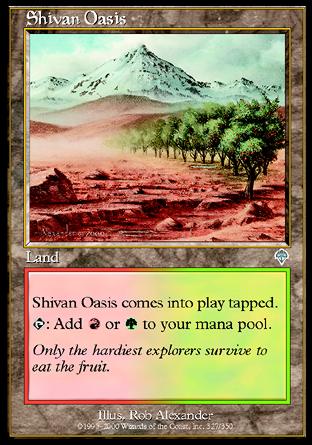 Shivan Oasis
Land
Shivan Oasis comes into play tapped.
: Add or to your mana pool.
Only the hardiest explorers survive to
eat the fruit.
Illus. Rob Alexander
©1993-2000 Wizards of the Coast, Inc. 327/350